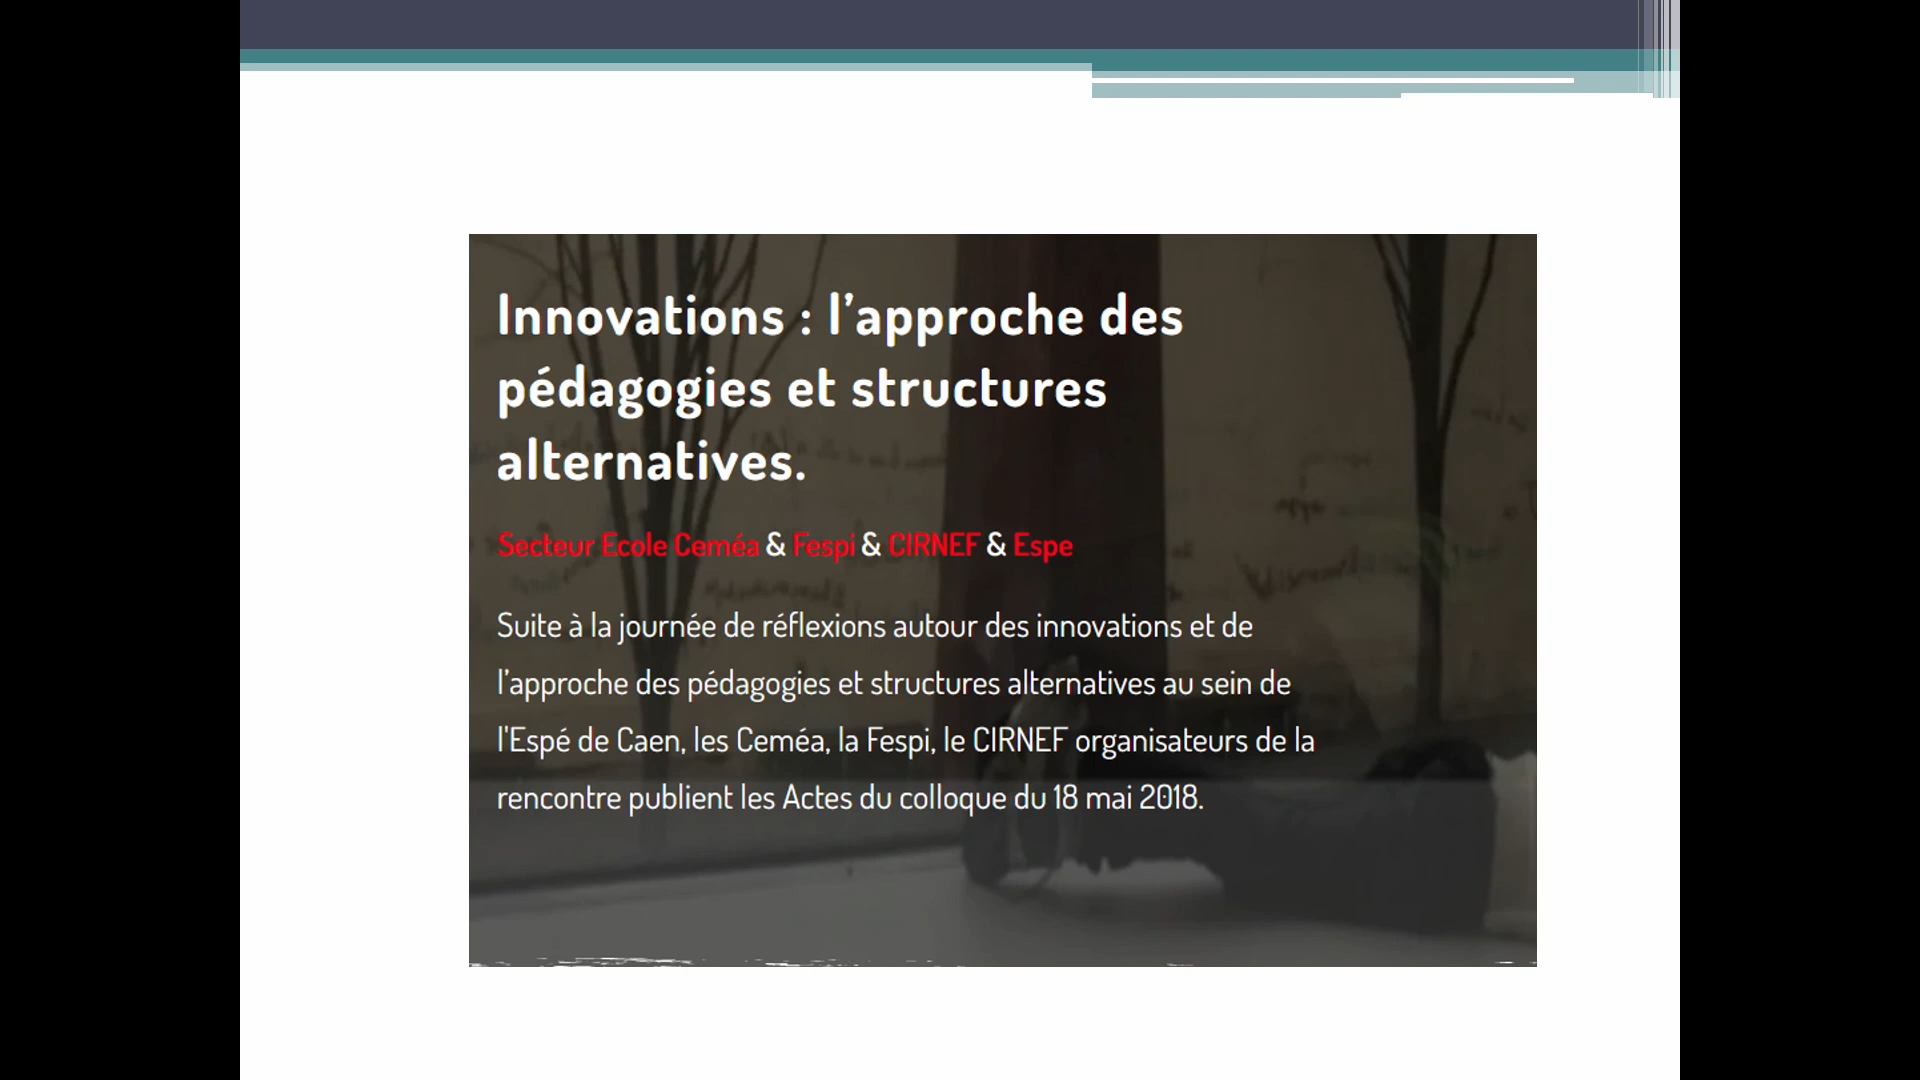 Innovations : l’approche des
pédagogies et structures
alternatives.
Secteur Ecole Ceméa & Fespi & CIRNEF & Espe
Suite à la journée de réflexions autour des innovations et de
l’approche des pédagogies et structures alternatives au sein de
l'Espé de Caen, les Ceméa, la Fespi, le CIRNEF organisateurs de la
rencontre publient les Actes du colloque du 18 mai 2018.